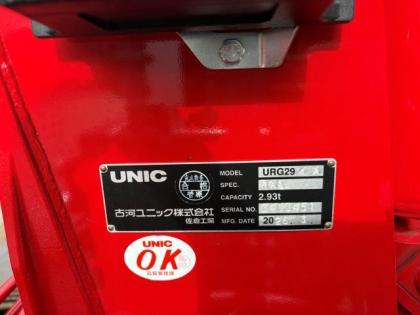 UNIC
MODEL URG29 A
SPEC.
CAPACITY 2.93t
SERIAL NO.
MFG. DATE 20
古河ユニック株式会社
佐倉工場
UNIC
OK